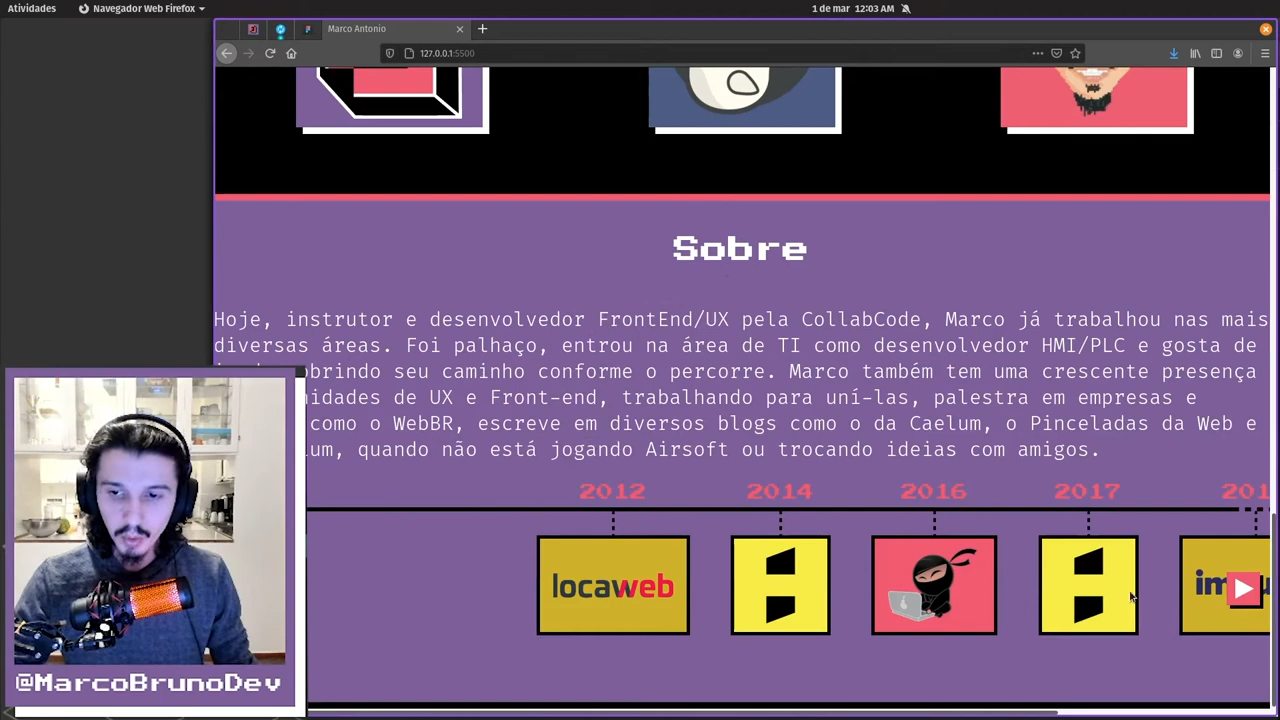 Atividades
Navegador Web Firefox
1 de mar 12:03 AM
Marco Antonio
127.0.0.1:5500
Sobre
Hoje, instrutor e desenvolvedor FrontEnd/UX pela CollabCode, Marco já trabalhou nas mais
diversas áreas. Foi palhaço, entrou na área de TI como desenvolvedor HMI/PLC e gosta de
seu caminho conforme o percorre. Marco também tem uma crescente presença
de UX e Front-end, trabalhando para uní-las, palestra em empresas e
como o WebBR, escreve em diversos blogs como o da Caelum, o Pinceladas da Web e
quando não está jogando Airsoft ou trocando ideias com amigos.
2012 2014 2016 2017
locaweb
@MarcoBrunoDev